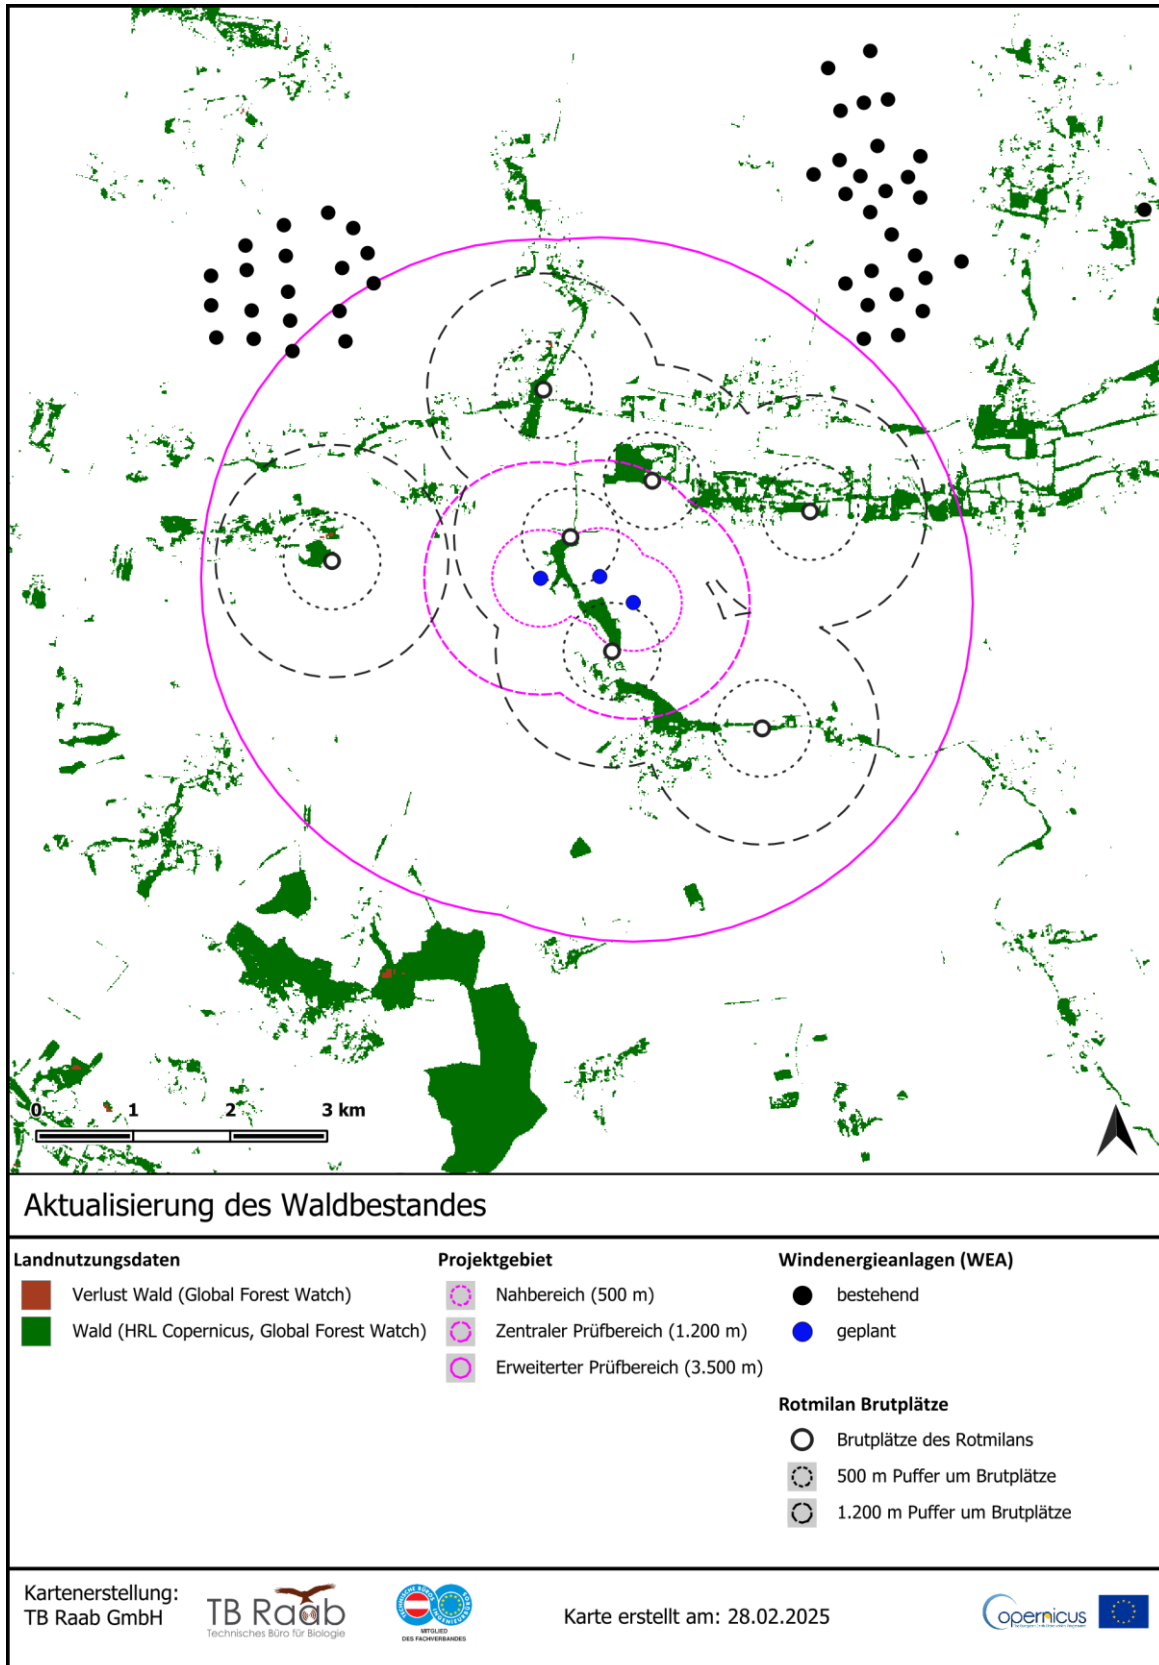 0 1 2 3 km
Aktualisierung des Waldbestandes
Landnutzungsdaten
Verlust Wald (Global Forest Watch)
Wald (HRL Copernicus, Global Forest Watch)
Projektgebiet
Nahbereich (500 m)
Zentraler Prüfbereich (1.200 m)
Erweiterter Prüfbereich (3.500 m)
Windenergieanlagen (WEA)
bestehend
geplant
Rotmilan Brutplätze
Brutplätze des Rotmilans
500 m Puffer um Brutplätze
1.200 m Puffer um Brutplätze
Kartenerstellung:
TB Raab GmbH
TB Raab
Technisches Büro für Biologie
MITGLIED
DES FACHVERBANDES
Karte erstellt am: 28.02.2025
opernicus